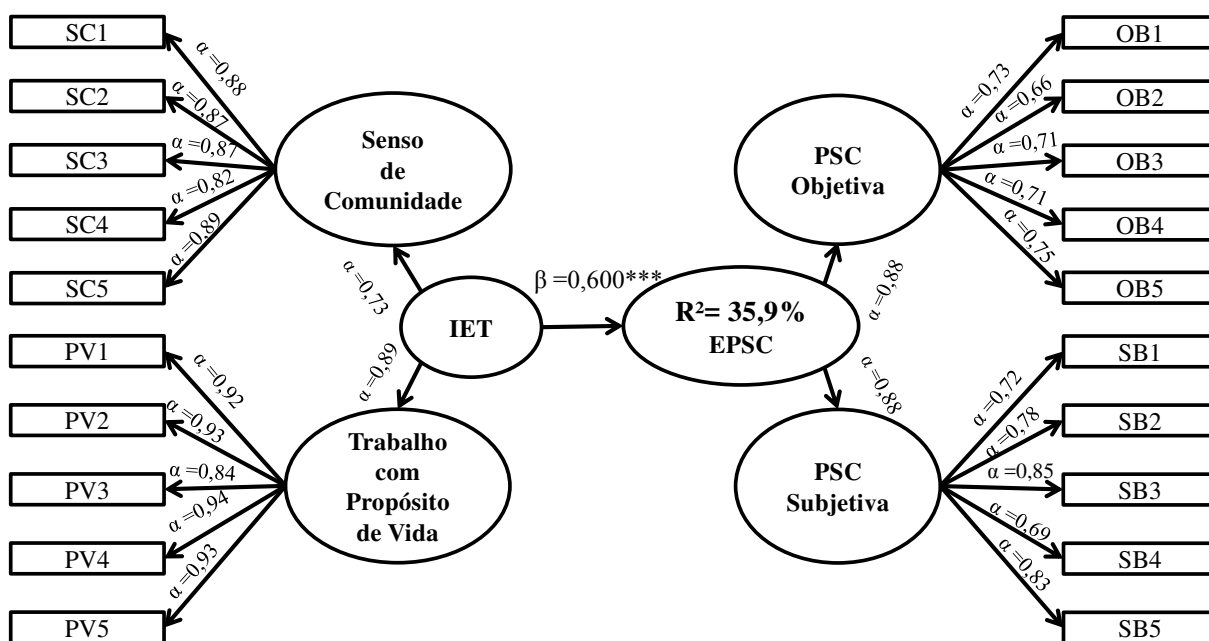 SC1
α =0,88
SC2
α =0,87
SC3
α =0,87
SC4
α =0,82
SC5
α =0,89
Senso
de
Comunidade
α =0,73
PV1
α =0,92
PV2
α =0,93
PV3
α =0,84
PV4
α =0,94
PV5
α =0,93
Trabalho
com
Propósito
de Vida
α =0,89
IET
β =0,600***
R²= 35,9%
EPSC
α =0,88
PSC
Objetiva
α =0,73
OB1
α =0,66
OB2
α =0,71
OB3
α =0,71
OB4
α =0,75
OB5
α =0,88
PSC
Subjetiva
α =0,72
SB1
α =0,78
SB2
α =0,85
SB3
α =0,69
SB4
α =0,83
SB5